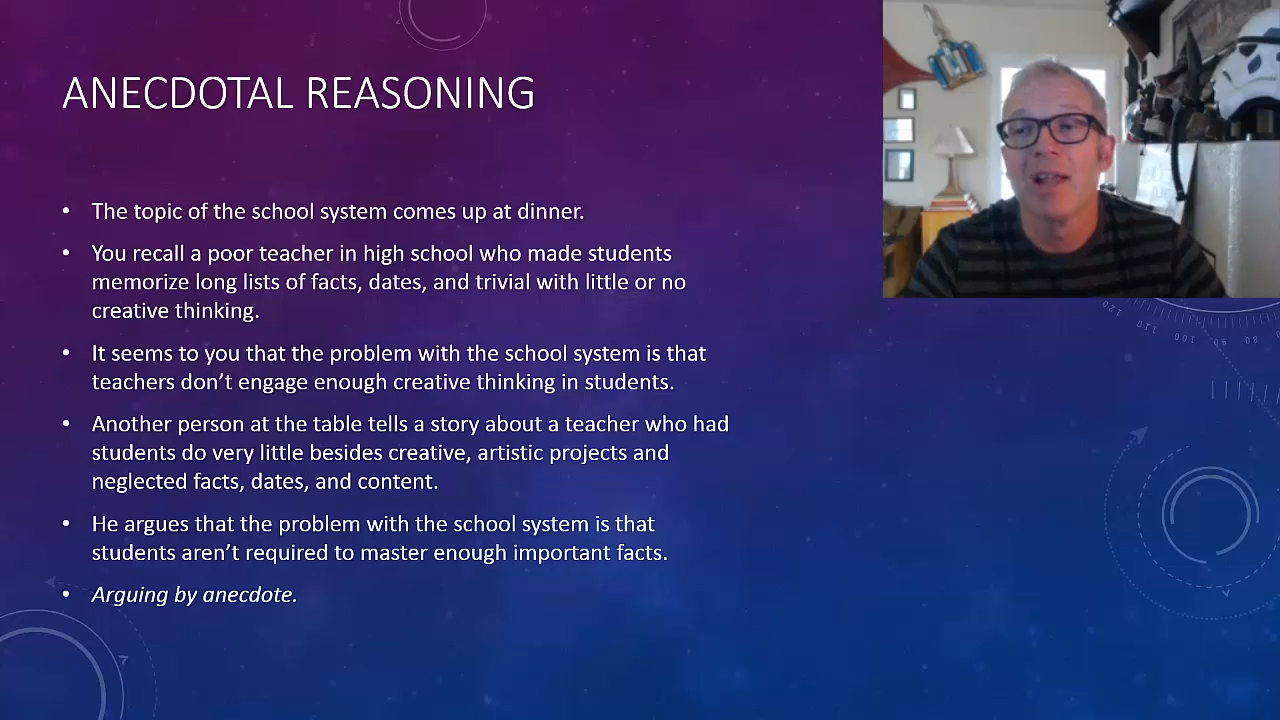 ANECDOTAL REASONING
• The topic of the school system comes up at dinner.
• You recall a poor teacher in high school who made students
memorize long lists of facts, dates, and trivial with little or no
creative thinking.
• It seems to you that the problem with the school system is that
teachers don't engage enough creative thinking in students.
• Another person at the table tells a story about a teacher who had
students do very little besides creative, artistic projects and
neglected facts, dates, and content.
• He argues that the problem with the school system is that
students aren't required to master enough important facts.
• Arguing by anecdote.
120 110 100 90 80